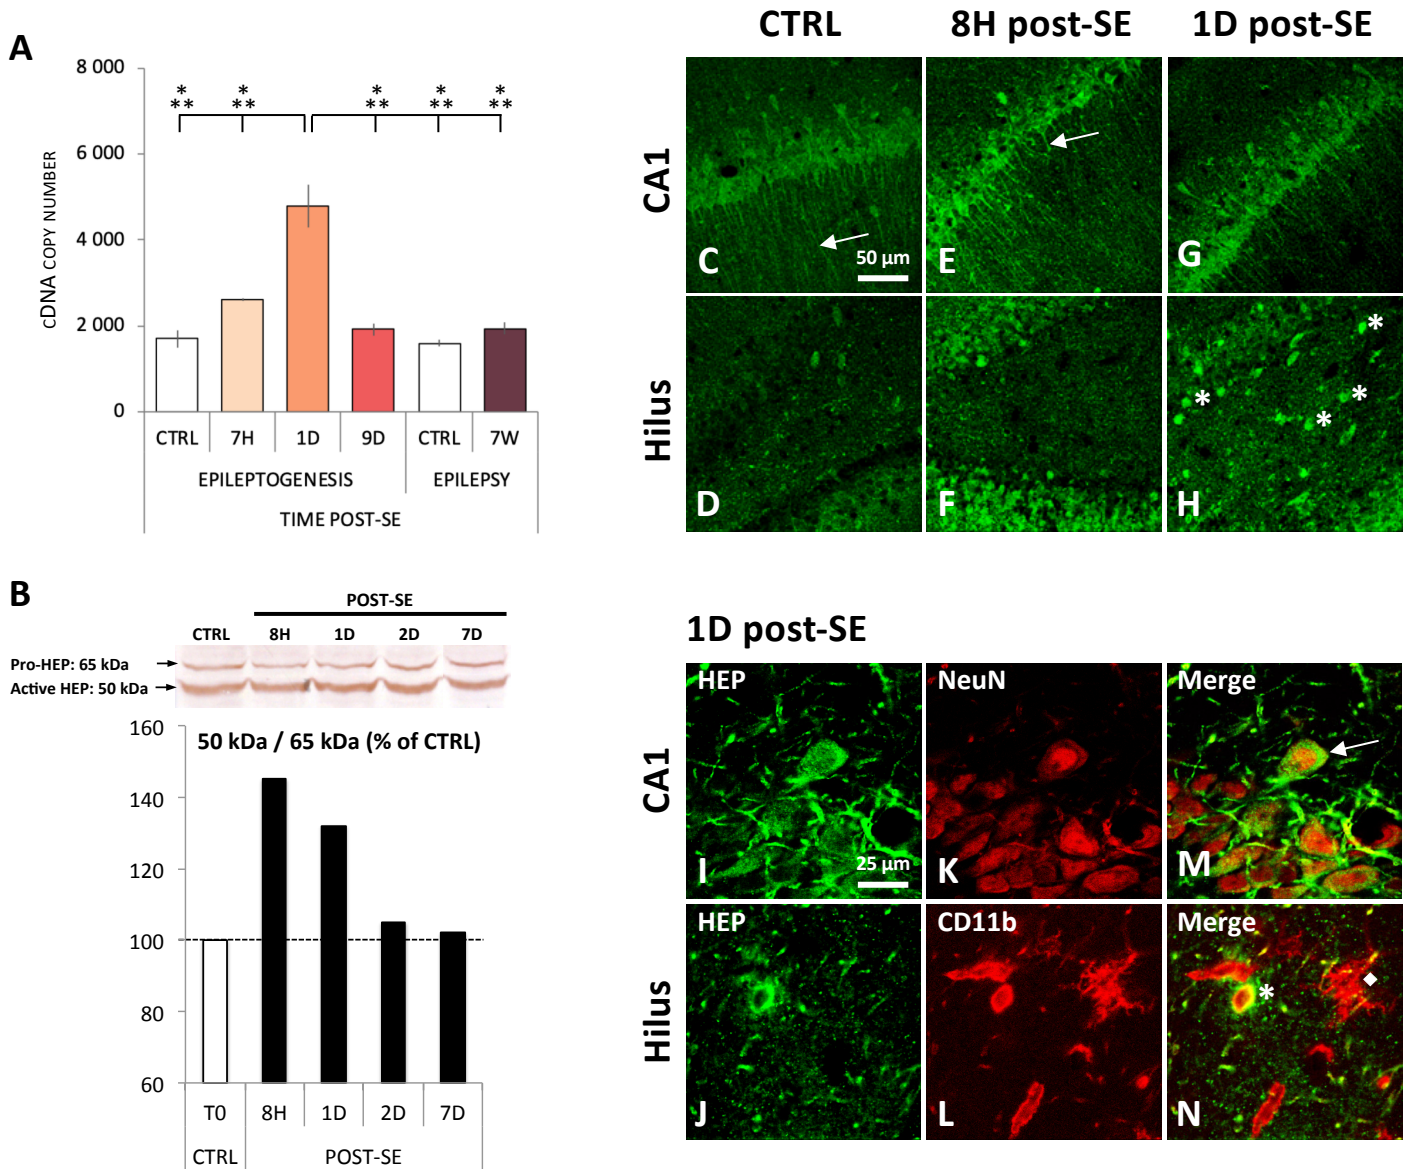 A
8 000
6 000
4 000
2 000
0
cDNA COPY NUMBER
* * * * *
** ** ** ** **
CTRL 7H 1D 9D CTRL 7W
EPILEPTOGENESIS EPILEPSY
TIME POST-SE
B
POST-SE
CTRL 8H 1D 2D 7D
Pro-HEP: 65 kDa
Active HEP: 50 kDa
50 kDa / 65 kDa (% of CTRL)
160
140
120
100
80
60
T0 8H 1D 2D 7D
CTRL POST-SE
CTRL 8H post-SE 1D post-SE
CA1
C 50 µm E G
Hilus
D F H
* * * *
1D post-SE
CA1
HEP NeuN Merge
I 25 µm K M
Hilus
HEP CD11b Merge
*
J L N